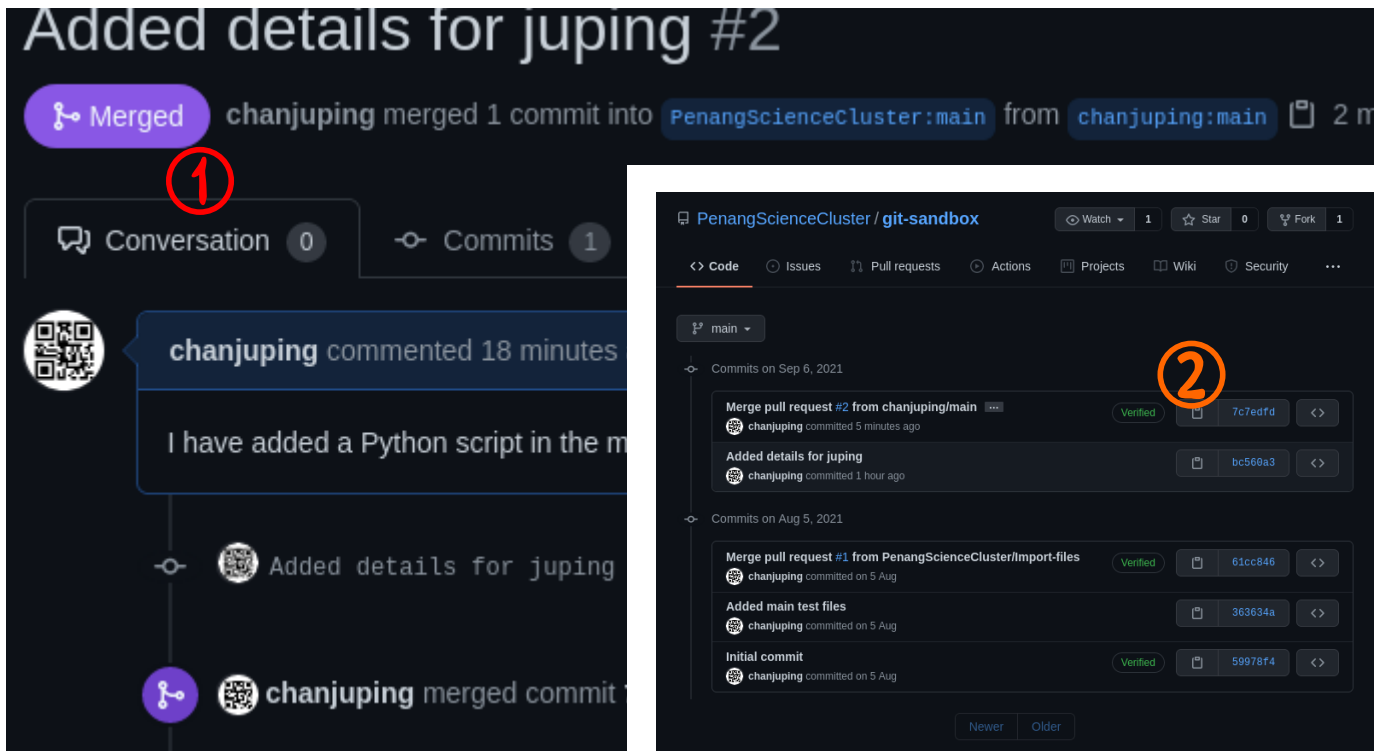 Added details for juping #2
Merged chanjuping merged 1 commit into PenangScienceCluster:main from chanjuping:main 2 m
1
Conversation 0 Commits 1
chanjuping commented 18 minutes
I have added a Python script in the m
Added details for juping
chanjuping merged commit
PenangScienceCluster / git-sandbox Watch 1 Star 0 Fork 1
Code Issues Pull requests Actions Projects Wiki Security ...
main
Commits on Sep 6, 2021
2
Merge pull request #2 from chanjuping/main ... Verified 7c7edfd
chanjuping committed 5 minutes ago
Added details for juping bc560a3
chanjuping committed 1 hour ago
Commits on Aug 5, 2021
Merge pull request #1 from PenangScienceCluster/Import-files Verified 61cc846
chanjuping committed on 5 Aug
Added main test files 363634a
chanjuping committed on 5 Aug
Initial commit Verified 59978f4
chanjuping committed on 5 Aug
Newer Older